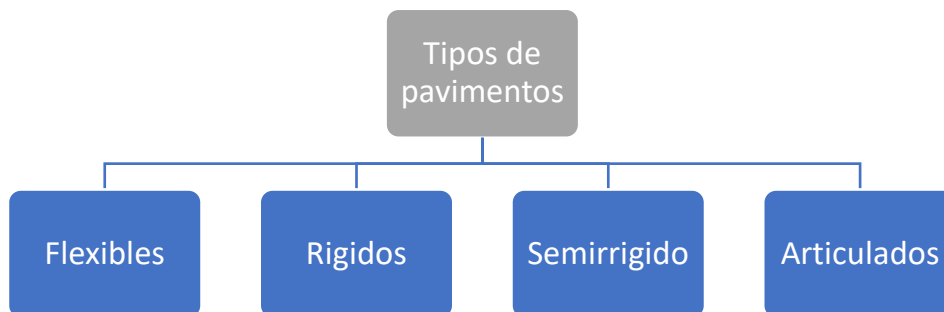 Tipos de
pavimentos
Flexibles
Rigidos
Semirrigido
Articulados